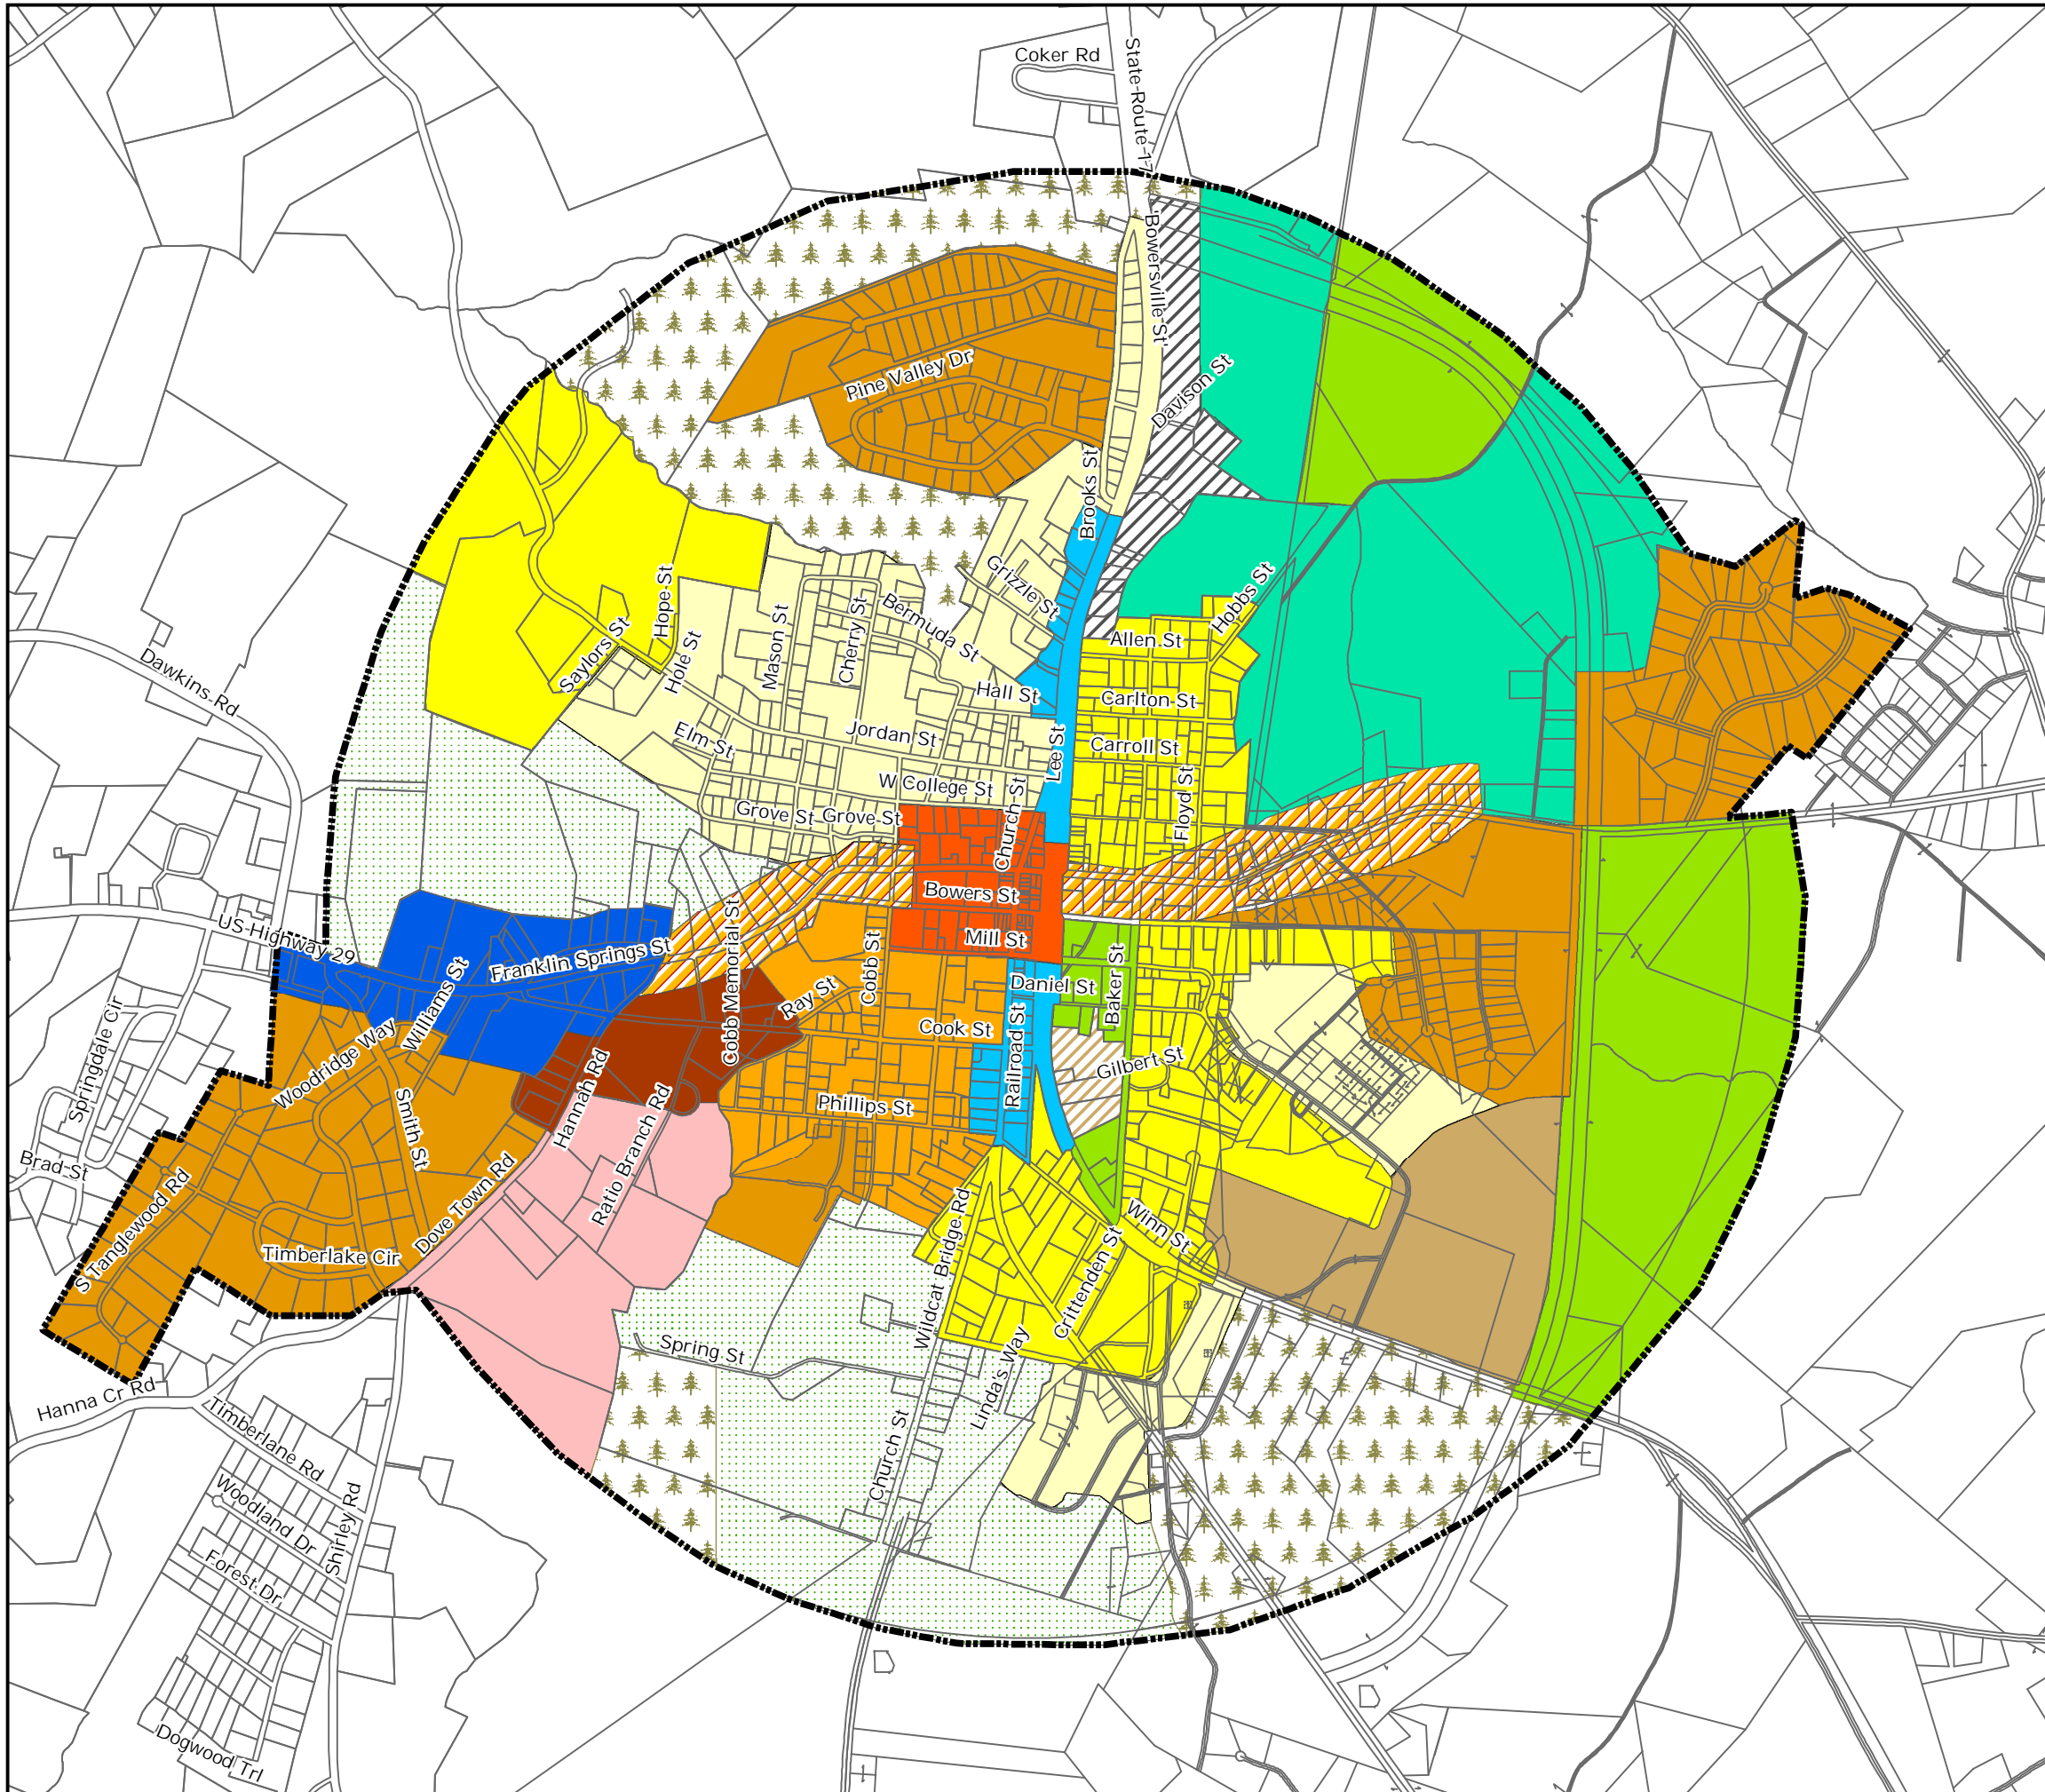 Coker Rd
State-Route-17
Bowersville St'
Davison St
Pine Valley Dr
Brooks St
Grizzle St
Hobbs St
Allen St
Hope St
Saylors St
Hole St
Mason St
Cherry St
Bermuda St
Hall St
Carlton St
Dawkins Rd
Elm St
Jordan St
Carroll St
Lee St
W College St
Church St
Floyd St
Grove St
Grove St
Bowers St
Mill St
US-Highway 29
Franklin Springs St
Williams St
Cobb Memorial St
Cobb St
Ray St
Daniel St
Baker St
Cook St
Railroad St
Gilbert St
Springdale Cir
Woodridge Way
Smith St
Hannah Rd
Ratio Branch Rd
Phillips St
Brad-St
S Tanglewood Rd
Timberlake Cir
Dove Town Rd
Wildcat Bridge Rd
Winn St
Crittenden St
Spring St
Linda's Way
Hanna Cr Rd
Timberlane Rd
Church St
Woodland Dr
Shirley Rd
Forest Dr
Dogwood Trl